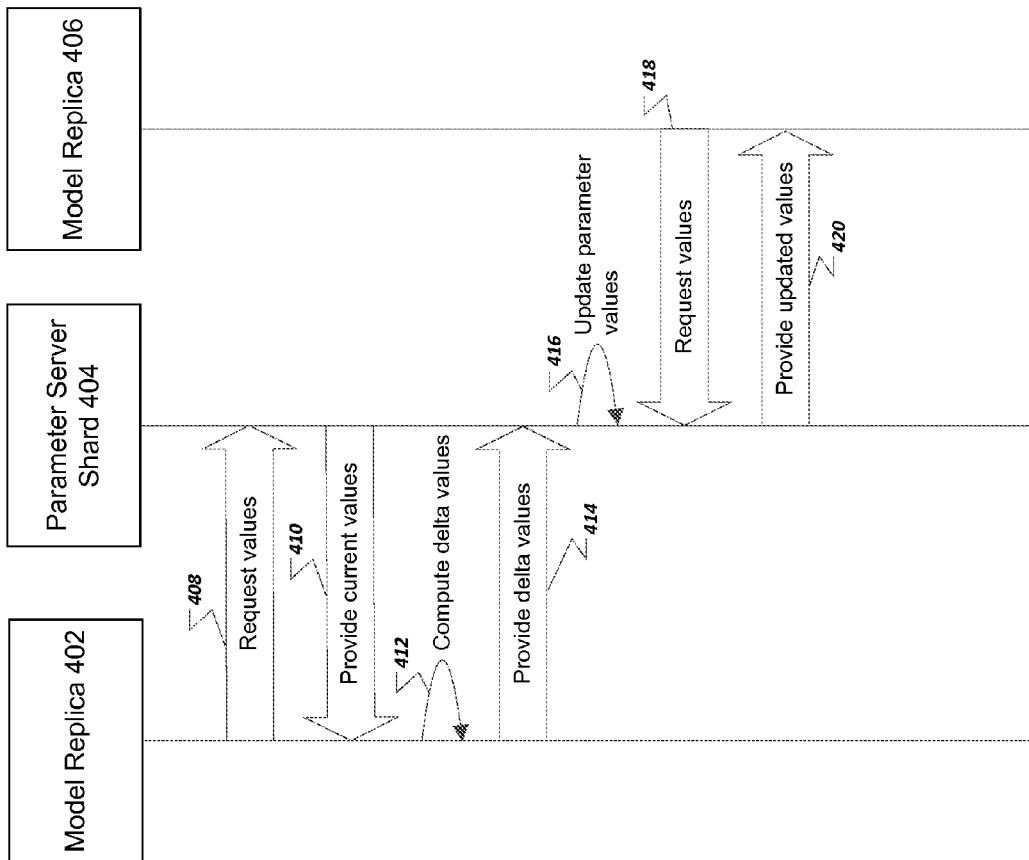 Model Replica 402
Parameter Server
Shard 404
Model Replica 406
408
Request values
410
Provide current values
412
Compute delta values
Provide delta values
414
416
Update parameter
values
418
Request values
Provide updated values
420